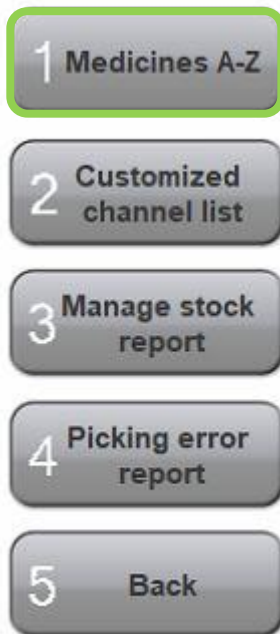 1 Medicines A-Z
2 Customized
channel list
3 Manage stock
report
4 Picking error
report
5 Back